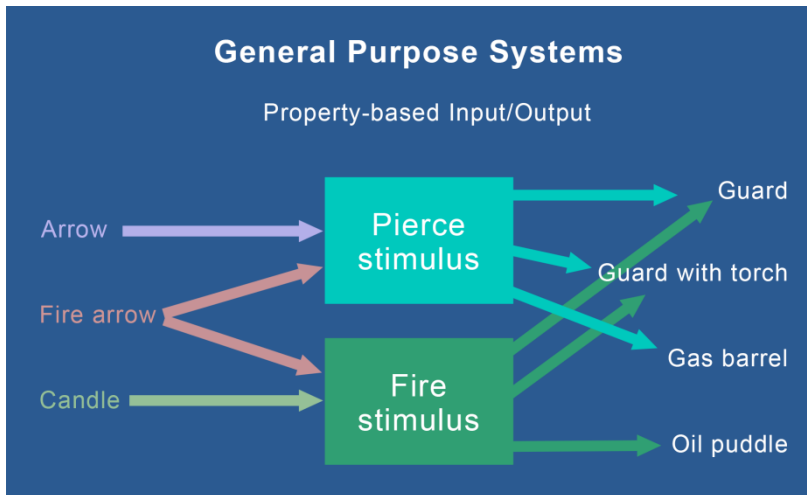 General Purpose Systems
Property-based Input/Output
Arrow
Fire arrow
Candle
Pierce
stimulus
Fire
stimulus
Guard
Guard with torch
Gas barrel
Oil puddle